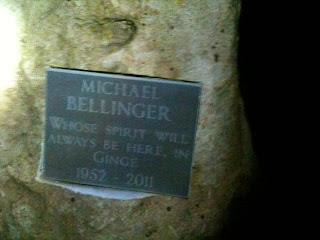 MICHAEL
BELLINGER
WHOSE SPIRIT WILL
ALWAYS BE HERE, IN
GINGE
1952 - 2011